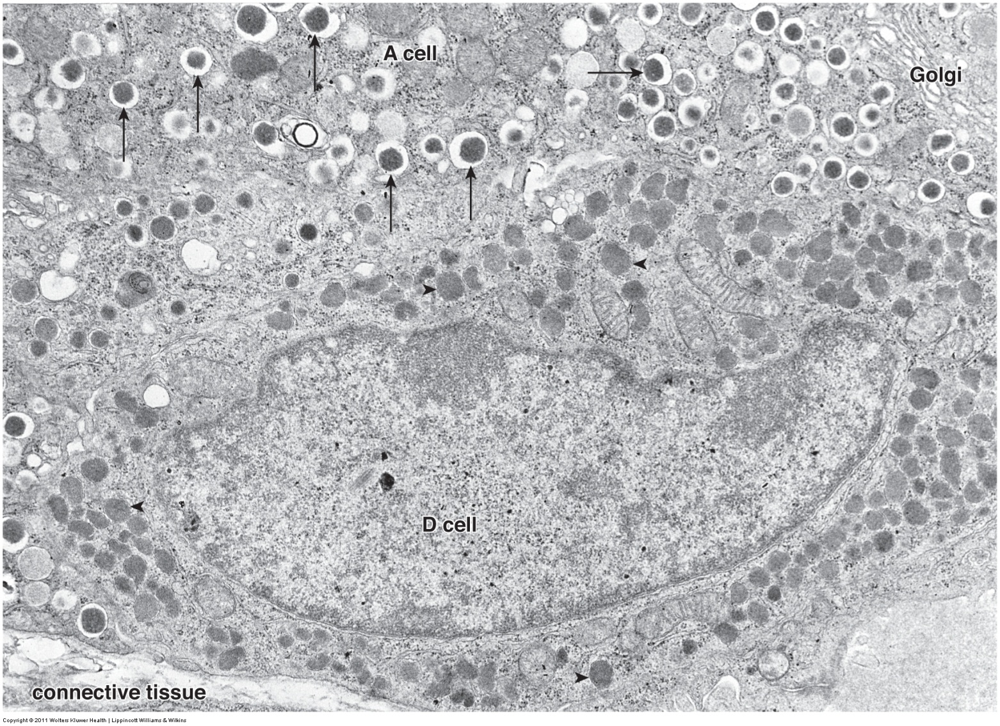 A cell
Golgi
D cell
connective tissue
Copyright © 2011 Wolters Kluwer Health | Lippincott Williams & Wilkins